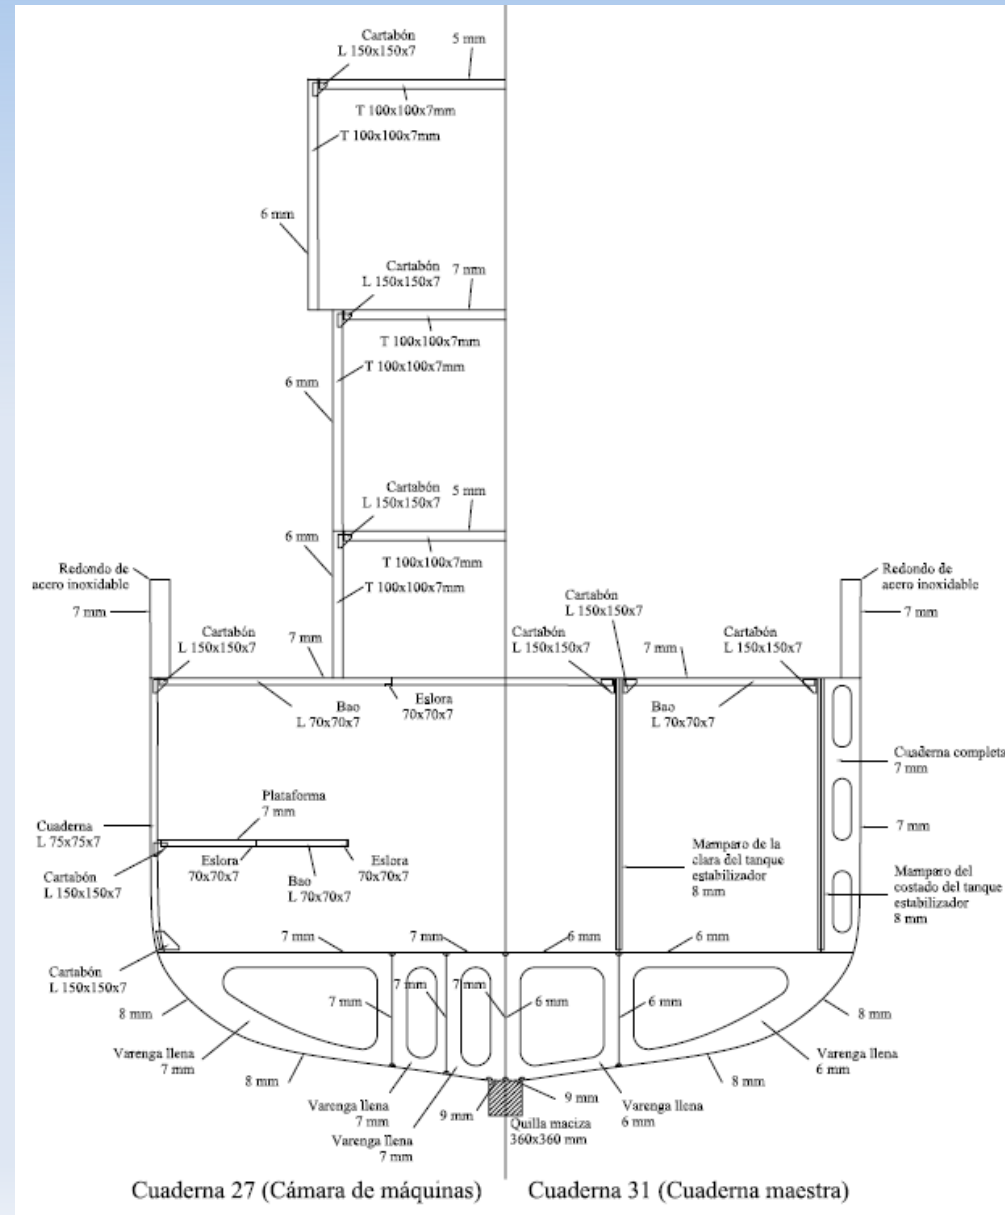 Cartabón
L 150x150x7
5 mm
T 100x100x7mm
T 100x100x7mm
6 mm
Cartabón
L 150x150x7
7 mm
T 100x100x7mm
T 100x100x7mm
6 mm
Cartabón
L 150x150x7
5 mm
6 mm
T 100x100x7mm
T 100x100x7mm
Redondo de
acero inoxidable
7 mm
Redondo de
acero inoxidable
7 mm
Cartabón
L 150x150x7
7 mm
Cartabón
L 150x150x7
Cartabón
L 150x150x7
7 mm
Cartabón
L 150x150x7
Bao
L 70x70x7
Eslora
70x70x7
Bao
L 70x70x7
Cuaderna completa
7 mm
Plataforma
7 mm
Cuaderna
L 75x75x7
7 mm
Eslora
70x70x7
Bao
L 70x70x7
Eslora
70x70x7
Cartabón
L 150x150x7
Mamparo de la
clara del tanque
estabilizador
8 mm
Mamparo del
costado del tanque
estabilizador
8 mm
7 mm
7 mm
6 mm
6 mm
Cartabón
L 150x150x7
7 mm
7 mm
7 mm
6 mm
6 mm
8 mm
8 mm
Varenga llena
7 mm
Varenga llena
6 mm
8 mm
8 mm
Varenga llena
7 mm
9 mm
9 mm
Varenga llena
6 mm
Varenga llena
7 mm
Quilla maciza
360x360 mm
Cuaderna 27 (Cámara de máquinas)
Cuaderna 31 (Cuaderna maestra)